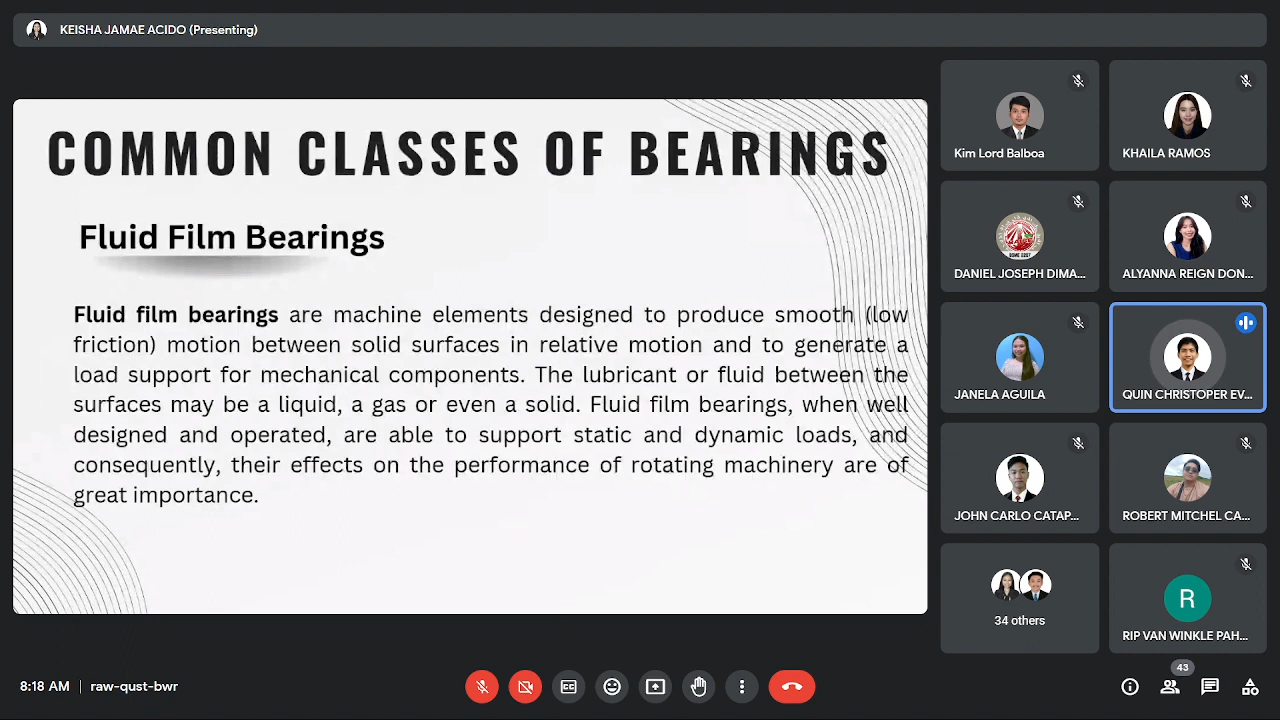 KEISHA JAMAE ACIDO (Presenting)
COMMON CLASSES OF BEARINGS
Fluid Film Bearings
Fluid film bearings are machine elements designed to produce smooth (low
friction) motion between solid surfaces in relative motion and to generate a
load support for mechanical components. The lubricant or fluid between the
surfaces may be a liquid, a gas or even a solid. Fluid film bearings, when well
designed and operated, are able to support static and dynamic loads, and
consequently, their effects on the performance of rotating machinery are of
great importance.
Kim Lord Balboa
KHAILA RAMOS
DANIEL JOSEPH DIMA...
ALYANNA REIGN DON...
JANELA AGUILA
QUIN CHRISTOPER EV...
JOHN CARLO CATAP...
ROBERT MITCHEL CA...
34 others
R
RIP VAN WINKLE PAH...
8:18 AM | raw-qust-bwr
43